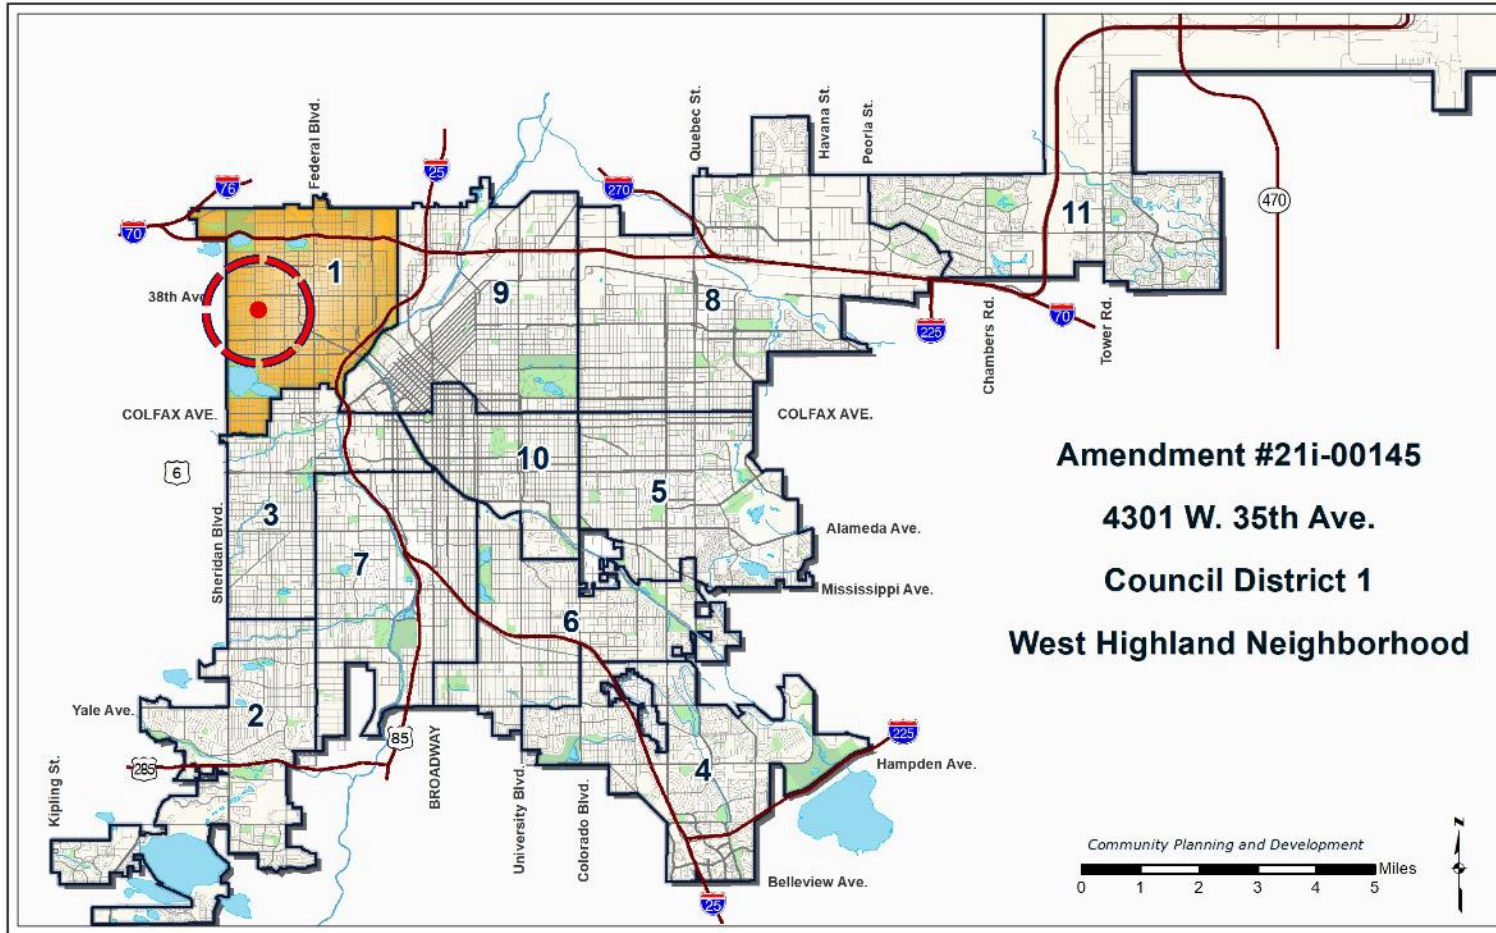 Federal Blvd.
Quebec St.
Havana St.
Peoria St.
76
25
270
70
1
11
470
38th Ave
9
8
225
70
Chambers Rd.
Tower Rd.
COLFAX AVE.
COLFAX AVE.
6
10
5
Amendment #21i-00145
4301 W. 35th Ave.
Council District 1
West Highland Neighborhood
3
Sheridan Blvd.
7
Alameda Ave.
Mississippi Ave.
6
2
Yale Ave.
85
BROADWAY
285
225
Hampden Ave.
4
Kipling St.
University Blvd.
Colorado Blvd.
Belleview Ave.
25
Community Planning and Development
Miles
0 1 2 3 4 5
N